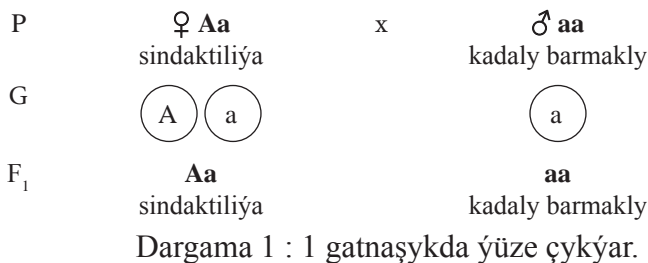 P ♀ Aa x ♂ aa
sindaktiliýa kadaly barmakly
G A a a
F₁ Aa aa
sindaktiliýa kadaly barmakly
Dargama 1 : 1 gatnaşykda ýüze çykýar.